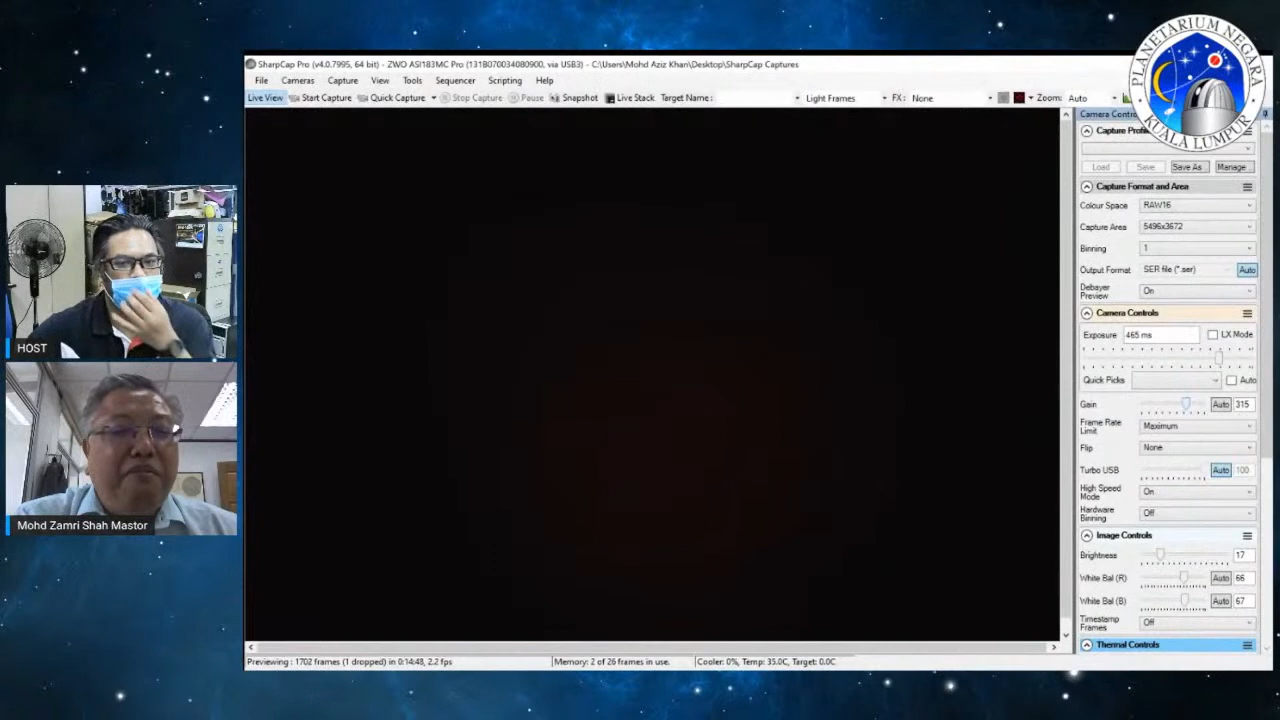 SharpCap Pro (v4.0.7995, 64 bit) - ZWO ASI183MC Pro (131B070034080900, via USB3) - C:\Users\Mohd Aziz Khan\Desktop\SharpCap Captures
File Cameras Capture View Tools Sequencer Scripting Help
Live View Start Capture Quick Capture Stop Capture Pause Snapshot Live Stack Target Name: Light Frames FX: None Zoom: Auto
PLANETARIUM NEGARA
KUALA LUMPUR
Camera Contr
Capture Prof
Load Save Save As Manage
Capture Format and Area
Colour Space RAW16
Capture Area 5496x3672
Binning 1
Output Format SER file (*.ser) Auto
Debayer Preview On
Camera Controls
Exposure 465 ms LX Mode
Quick Picks Auto
Gain Auto 315
Frame Rate Limit Maximum
Flip None
Turbo USB Auto 100
High Speed Mode On
Hardware Binning Off
Image Controls
Brightness 17
White Bal (R) Auto 66
White Bal (B) Auto 67
Timestamp Frames Off
Thermal Controls
HOST
Mohd Zamri Shah Mastor
Previewing : 1702 frames (1 dropped) in 0:14:48, 2.2 fps Memory: 2 of 26 frames in use. Cooler: 0%, Temp: 35.0C, Target: 0.0C